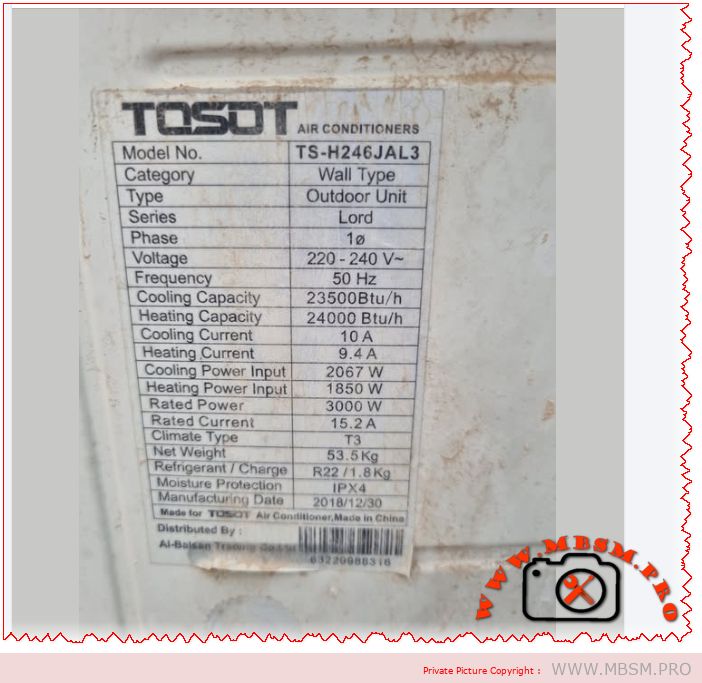 TOSOT AIR CONDITIONERS
Model No. TS-H246JAL3
Category Wall Type
Type Outdoor Unit
Series Lord
Phase 1ø
Voltage 220 - 240 V~
Frequency 50 Hz
Cooling Capacity 23500Btu/h
Heating Capacity 24000 Btu/h
Cooling Current 10 A
Heating Current 9.4 A
Cooling Power Input 2067 W
Heating Power Input 1850 W
Rated Power 3000 W
Rated Current 15.2 A
Climate Type T3
Net Weight 53.5Kg
Refrigerant / Charge R22 /1.8Kg
Moisture Protection IPX4
Manufacturing Date 2018/12/30
Made for TOSOT Air Conditioner,Made in China
Distributed By :
Trading
WWW.MBSM.PRO
Private Picture Copyright : WWW.MBSM.PRO